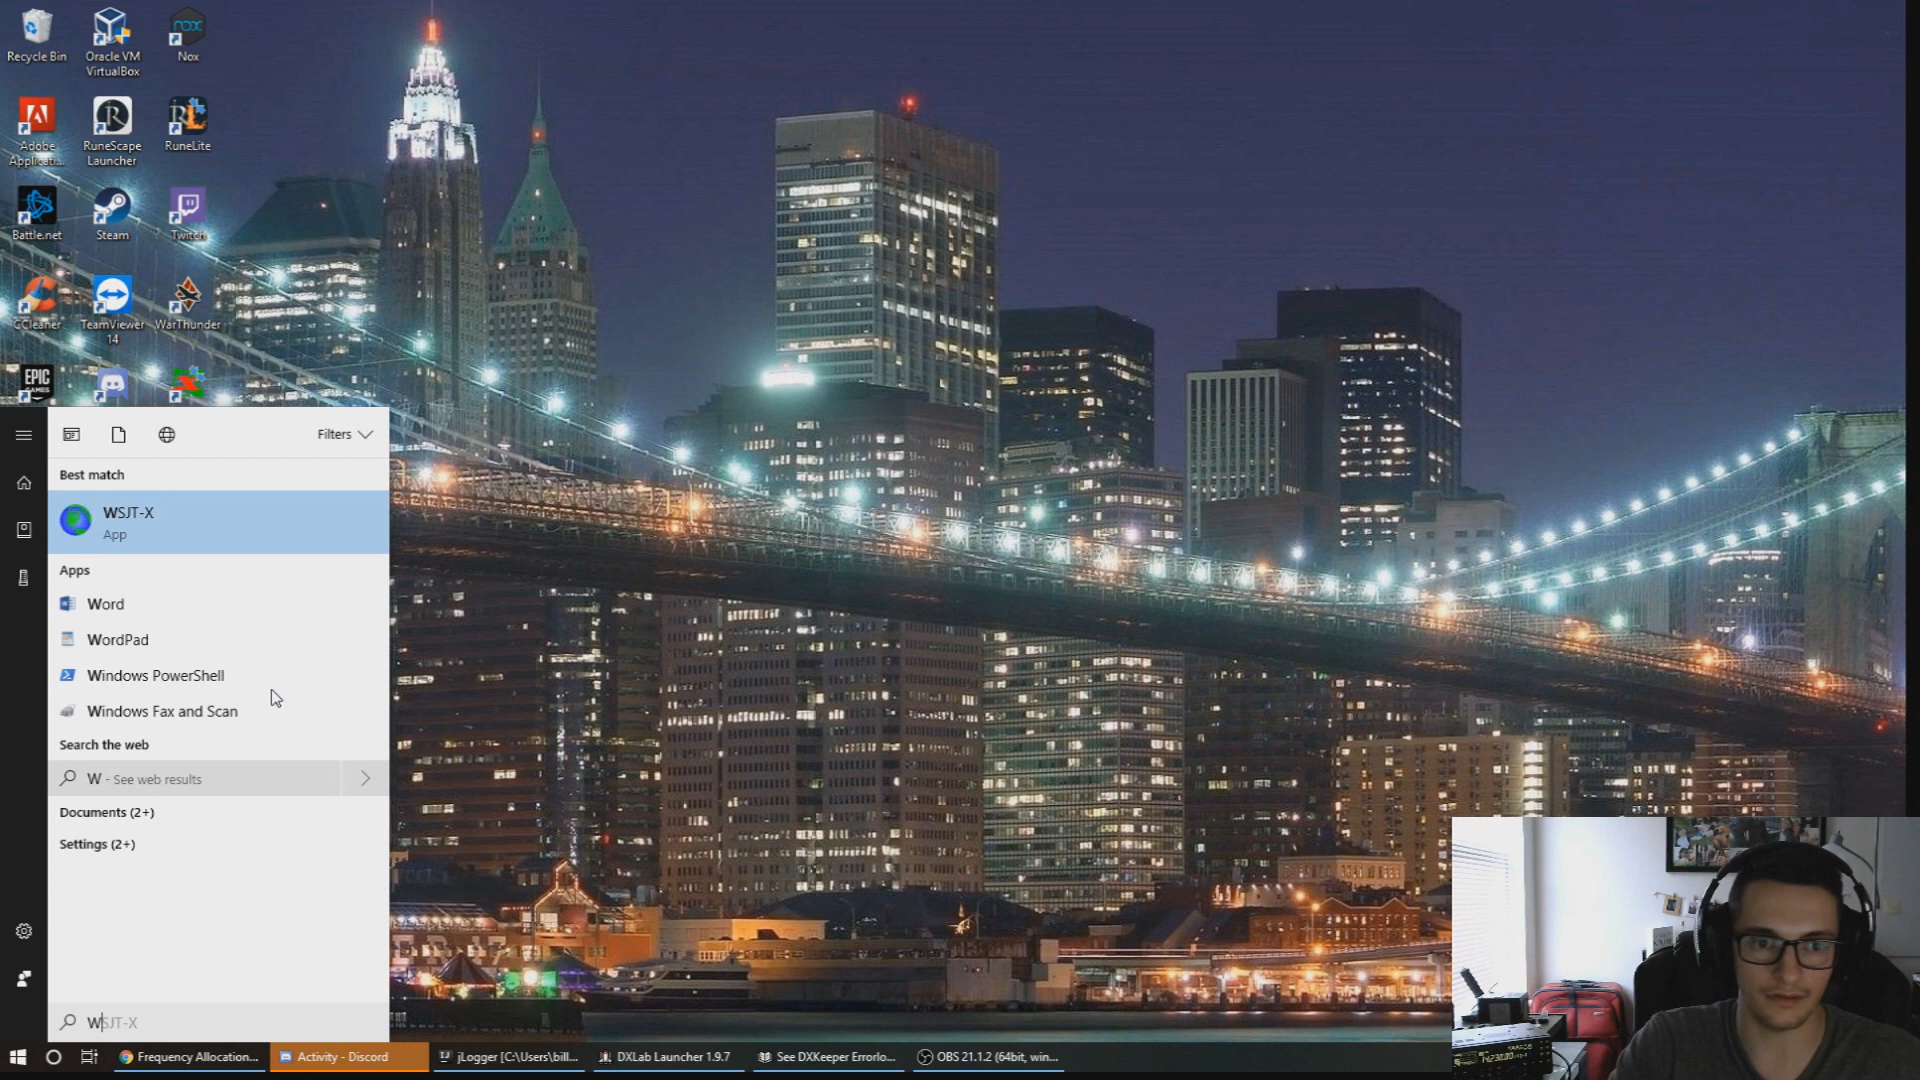 Recycle Bin
Oracle VM
VirtualBox
Nox
Adobe
Applicati...
RuneScape
Launcher
RuneLite
Battle.net
Steam
Twitch
CCleaner
TeamViewer
14
WarThunder
EPIC
GAMES
Filters
Best match
WSJT-X
App
Apps
Word
WordPad
Windows PowerShell
Windows Fax and Scan
Search the web
W - See web results
Documents (2+)
Settings (2+)
WSJT-X
Frequency Allocation...
Activity - Discord
jLogger [C:\Users\bill...
DXLab Launcher 1.9.7
See DXKeeper Errorlo...
OBS 21.1.2 (64bit, win...